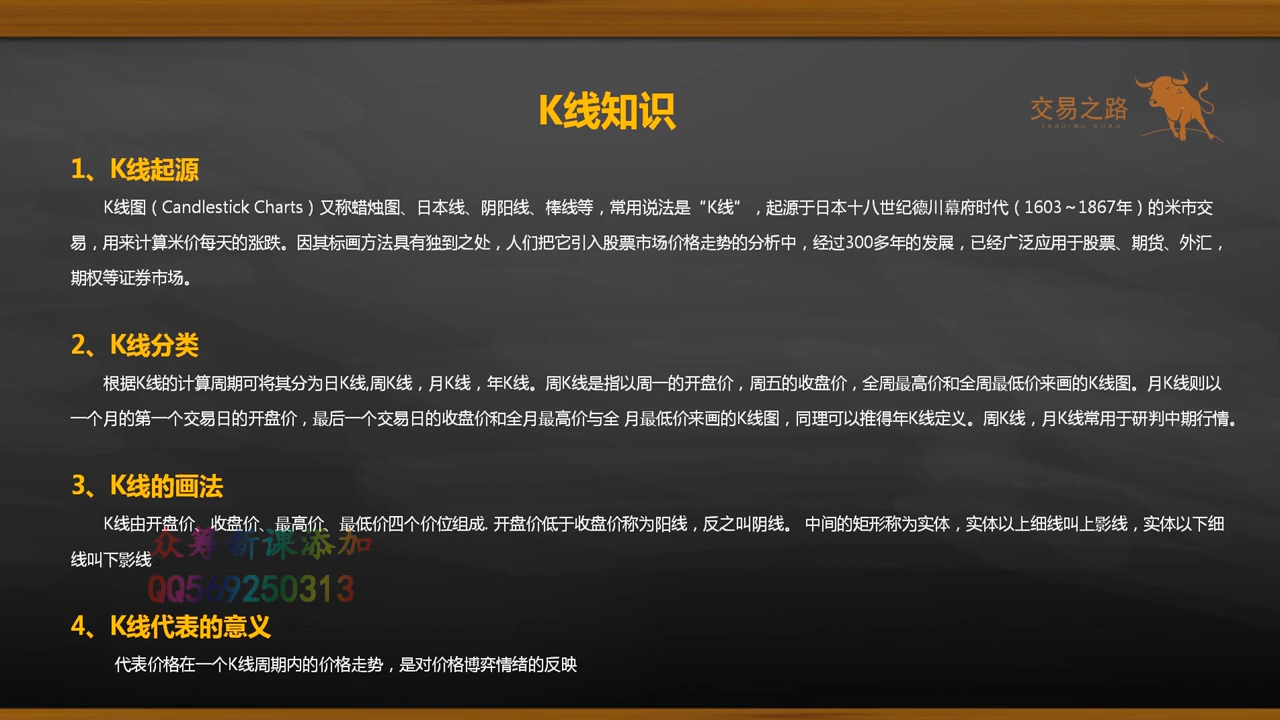 K线知识
交易之路
1、K线起源
K线图（Candlestick Charts）又称蜡烛图、日本线、阴阳线、棒线等，常用说法是“K线”，起源于日本十八世纪德川幕府时代（1603～1867年）的米市交
易，用来计算米价每天的涨跌。因其标画方法具有独到之处，人们把它引入股票市场价格走势的分析中，经过300多年的发展，已经广泛应用于股票、期货、外汇，
期权等证券市场。
2、K线分类
根据K线的计算周期可将其分为日K线,周K线，月K线，年K线。周K线是指以周一的开盘价，周五的收盘价，全周最高价和全周最低价来画的K线图。月K线则以
一个月的第一个交易日的开盘价，最后一个交易日的收盘价和全月最高价与全 月最低价来画的K线图，同理可以推得年K线定义。周K线，月K线常用于研判中期行情。
3、K线的画法
K线由开盘价、收盘价、最高价、最低价四个价位组成. 开盘价低于收盘价称为阳线，反之叫阴线。 中间的矩形称为实体，实体以上细线叫上影线，实体以下细
线叫下影线
众筹新课添加
QQ569250313
4、K线代表的意义
代表价格在一个K线周期内的价格走势，是对价格博弈情绪的反映